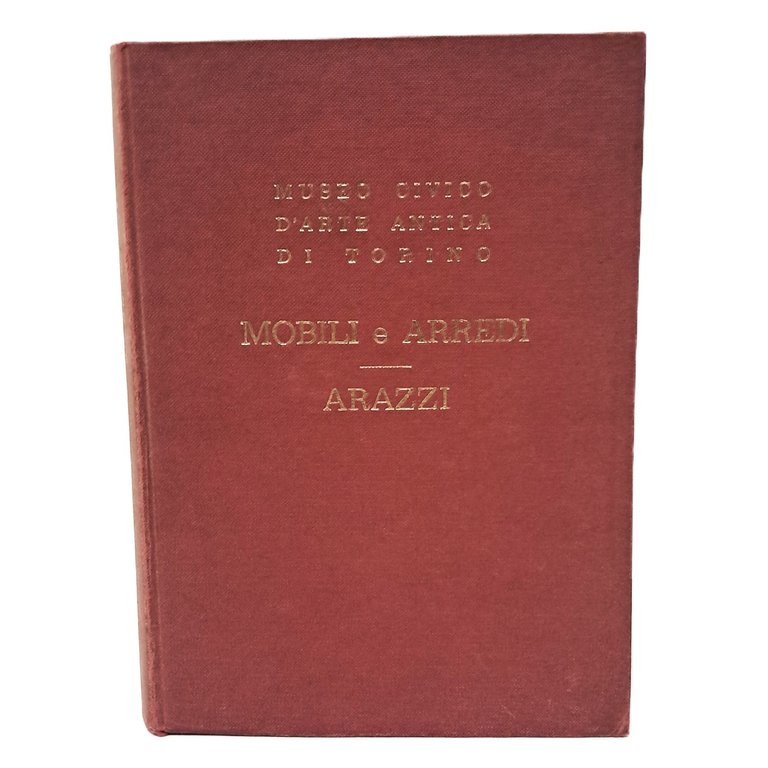 MUSEO CIVICO
D'ARTE ANTICA
DI TORINO
MOBILI e ARREDI
ARAZZI